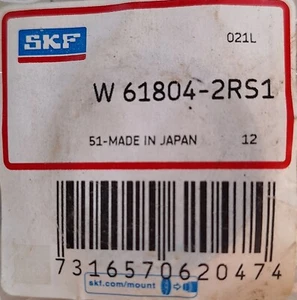 SKF
021L
W 61804-2RS1
51-MADE IN JAPAN 12
skf.com/mount
7316570620474